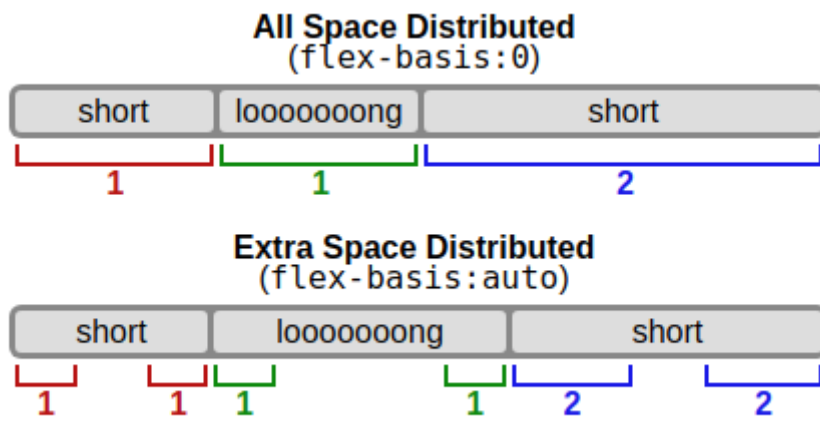 All Space Distributed
(flex-basis:0)
short looooooong short
1 1 2
Extra Space Distributed
(flex-basis:auto)
short looooooong short
1 1 1 1 2 2